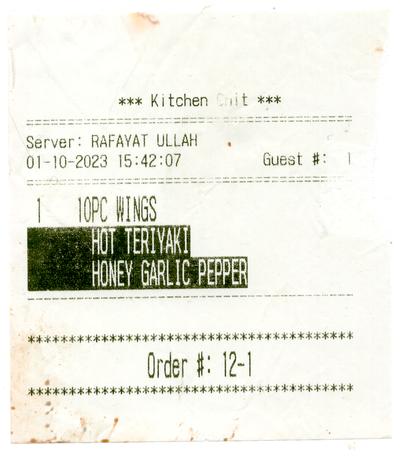 *** Kitchen Chit ***
Server: RAFAYAT ULLAH
01-10-2023 15:42:07 Guest #: 1
1 10PC WINGS
HOT TERIYAKI
HONEY GARLIC PEPPER
***********************************
Order #: 12-1
***********************************